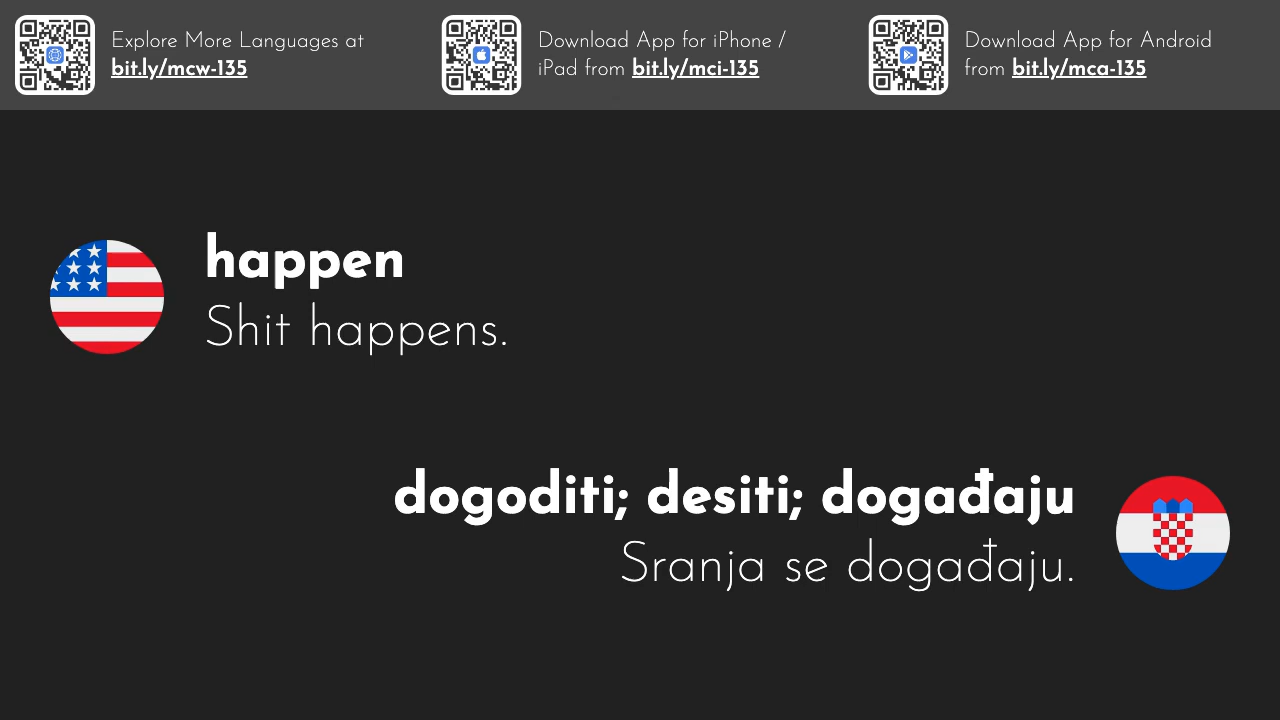 Explore More Languages at
bit.ly/mcw-135
Download App for iPhone /
iPad from bit.ly/mci-135
Download App for Android
from bit.ly/mca-135
happen
Shit happens.
dogoditi; desiti; događaju
Sranja se događaju.